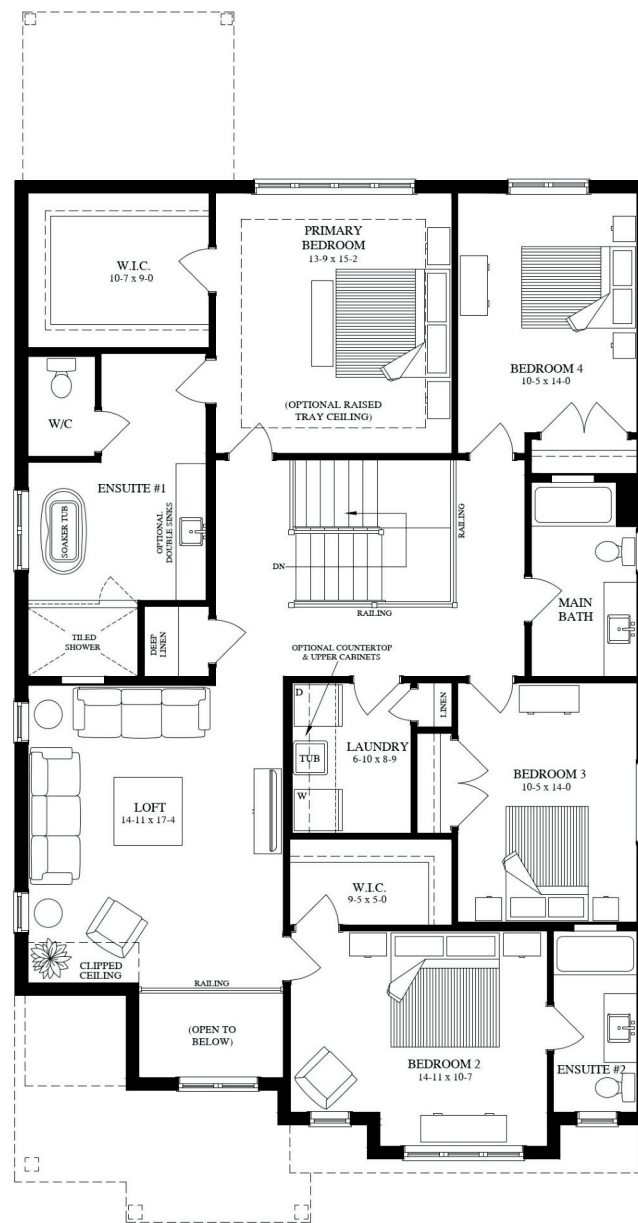 W.I.C.
10-7 x 9-0
PRIMARY
BEDROOM
13-9 x 15-2
(OPTIONAL RAISED
TRAY CEILING)
BEDROOM 4
10-5 x 14-0
W/C
ENSUITE #1
SOAKER TUB
OPTIONAL
DOUBLE SINKS
DN
RAILING
RAILING
MAIN
BATH
TILED
SHOWER
DEEP
LINEN
OPTIONAL COUNTERTOP
& UPPER CABINETS
D
LAUNDRY
6-10 x 8-9
TUB
W
LINEN
BEDROOM 3
10-5 x 14-0
LOFT
14-11 x 17-4
W.I.C.
9-5 x 5-0
CLIPPED
CEILING
RAILING
(OPEN TO
BELOW)
BEDROOM 2
14-11 x 10-7
ENSUITE #2